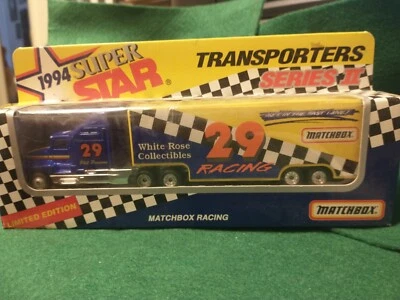 1994 SUPER STAR
TRANSPORTERS
SERIES II
29
White Rose
Collectibles
29
RACING
MATCHBOX
LIMITED EDITION
MATCHBOX RACING
MATCHBOX